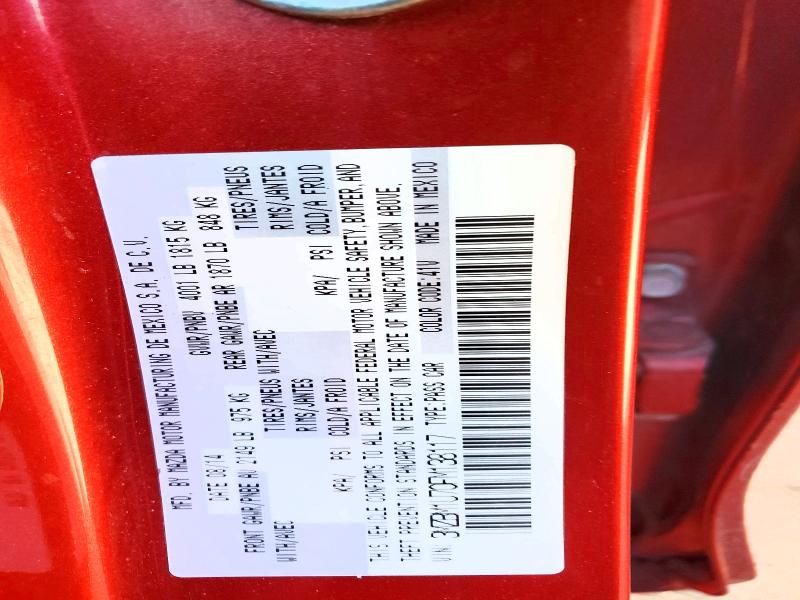 MFD. BY MAZDA MOTOR MANUFACTURING DE MEXICO S.A. DE C.V.
DATE 08/14 GWVR/PNBV 4001 LB 1815 KG
FRONT GAWR/PNBE AV 2149 LB 975 KG REAR GAWR/PNBE AR 1870 LB 848 KG
WITH/AVEC TIRES/PNEUS WITH/AVEC TIRES/PNEUS
RIMS/JANTES RIMS/JANTES
KPA/ PSI COLD/A FROID KPA/ PSI COLD/A FROID
THIS VEHICLE CONFORMS TO ALL APPLICABLE FEDERAL MOTOR VEHICLE SAFETY, BUMPER, AND
THEFT PREVENTION STANDARDS IN EFFECT ON THE DATE OF MANUFACTURE SHOWN ABOVE.
VIN: TYPE:PASS CAR COLOR CODE:41V MADE IN MEXICO